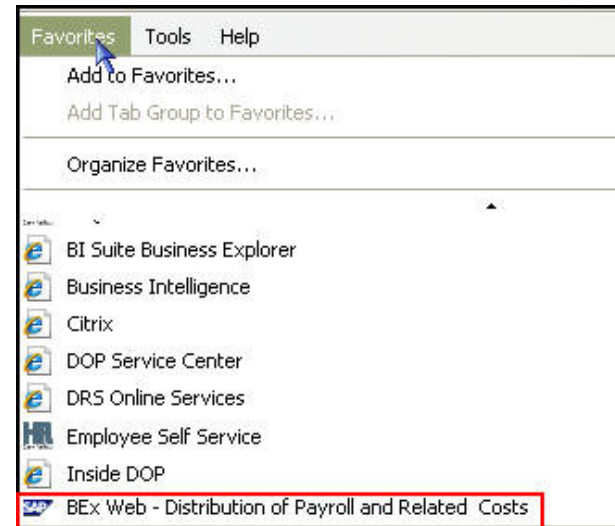 Favorites Tools Help
Add to Favorites...
Add Tab Group to Favorites...
Organize Favorites...
BI Suite Business Explorer
Business Intelligence
Citrix
DOP Service Center
DRS Online Services
HR Employee Self Service
Inside DOP
SAP BEx Web - Distribution of Payroll and Related Costs